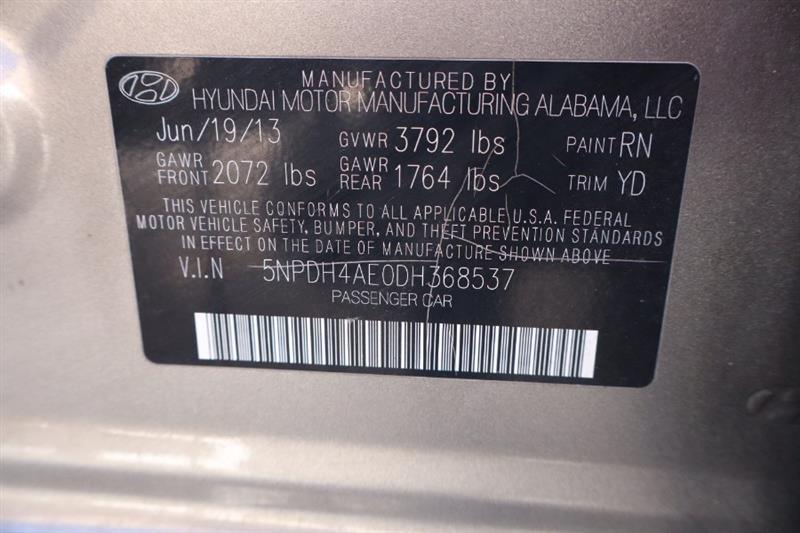 MANUFACTURED BY
HYUNDAI MOTOR MANUFACTURING ALABAMA, LLC
Jun/19/13 GVWR 3792 lbs PAINT RN
GAWR FRONT 2072 lbs GAWR REAR 1764 lbs TRIM YD
THIS VEHICLE CONFORMS TO ALL APPLICABLE U.S.A. FEDERAL
MOTOR VEHICLE SAFETY, BUMPER, AND THEFT PREVENTION STANDARDS
IN EFFECT ON THE DATE OF MANUFACTURE SHOWN ABOVE
V.I.N 5NPDH4AE0DH368537
PASSENGER CAR